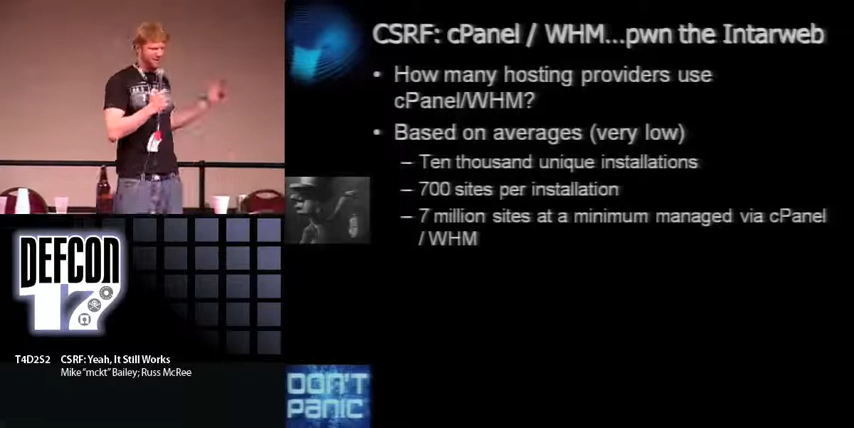 CSRF: cPanel / WHM...pwn the Intarweb
• How many hosting providers use
cPanel/WHM?
• Based on averages (very low)
– Ten thousand unique installations
– 700 sites per installation
– 7 million sites at a minimum managed via cPanel
/ WHM
DEFCON
17
T4D2S2 CSRF: Yeah, It Still Works
Mike "mckt" Bailey; Russ McRee
DON'T
PANIC